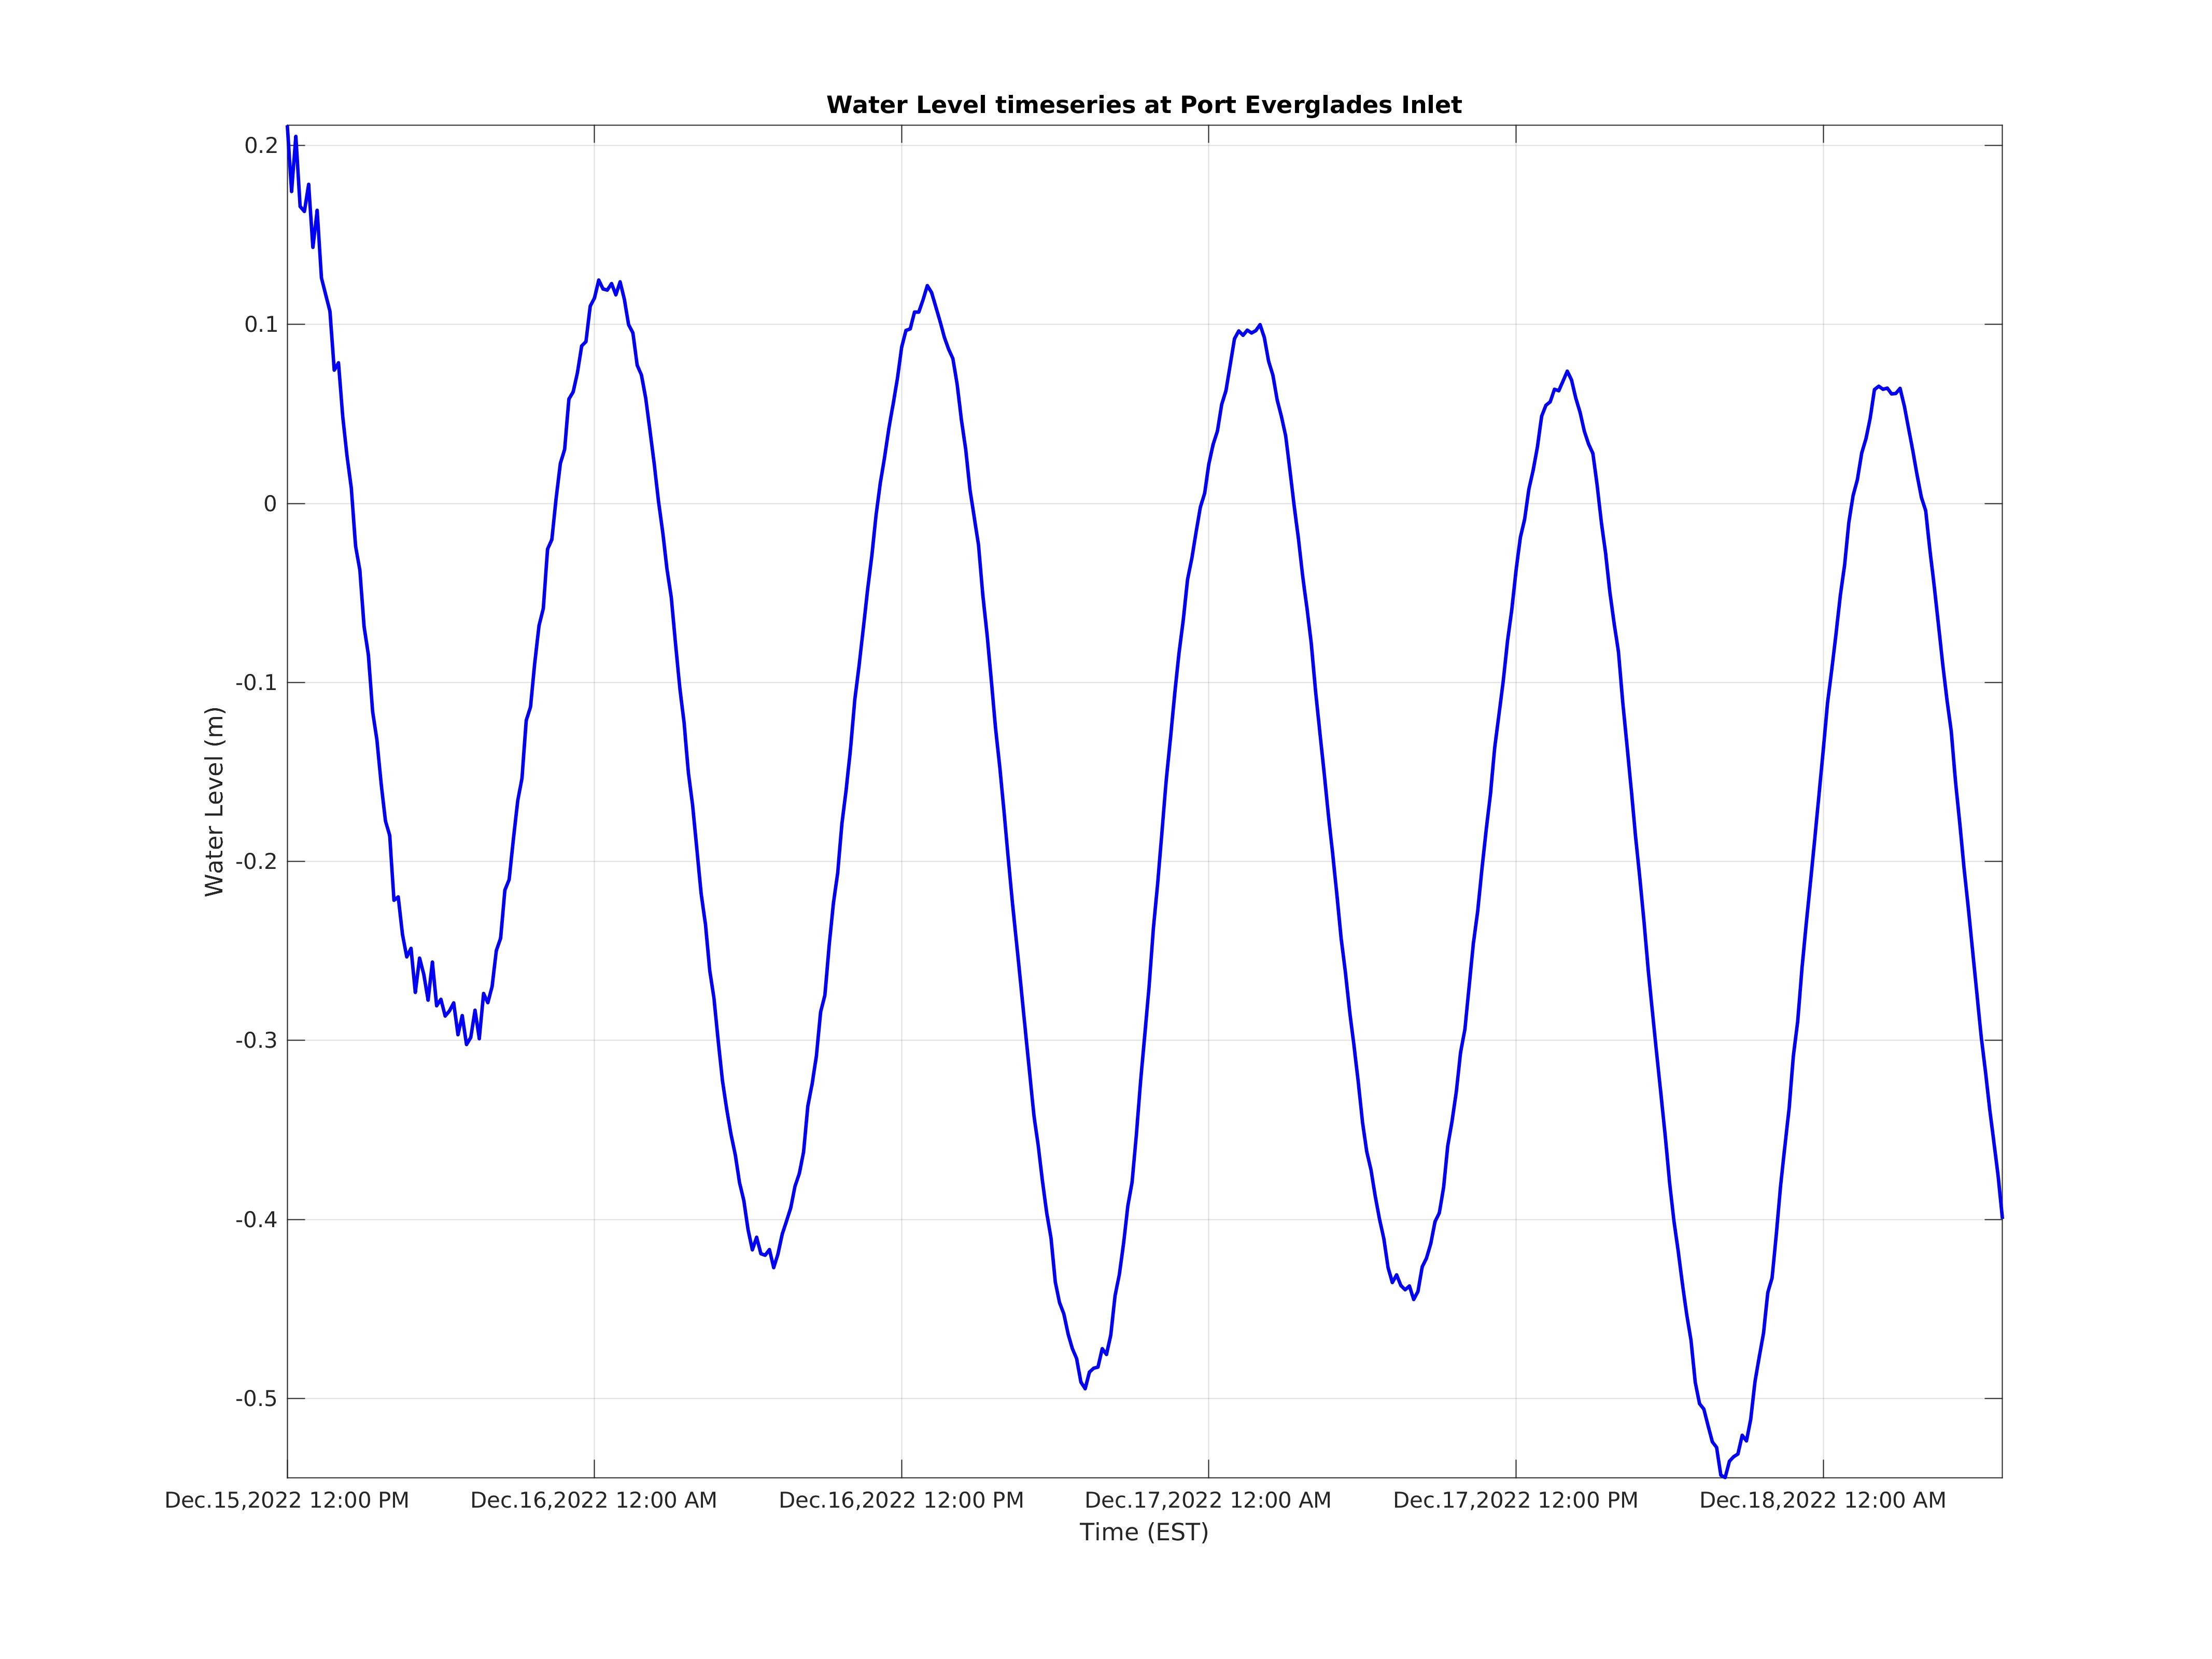 Water Level timeseries at Port Everglades Inlet
0.2
0.1
0
-0.1
-0.2
-0.3
-0.4
-0.5
Water Level (m)
Dec.15,2022 12:00 PM Dec.16,2022 12:00 AM Dec.16,2022 12:00 PM Dec.17,2022 12:00 AM Dec.17,2022 12:00 PM Dec.18,2022 12:00 AM
Time (EST)